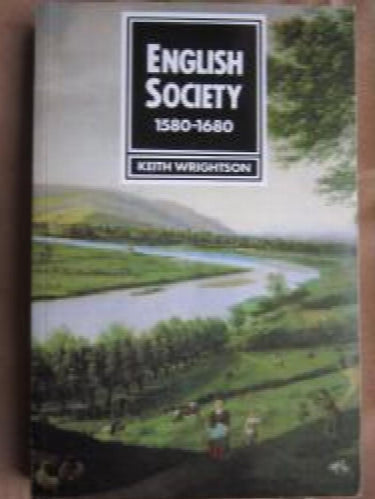 ENGLISH
SOCIETY
1580-1680
KEITH WRIGHTSON